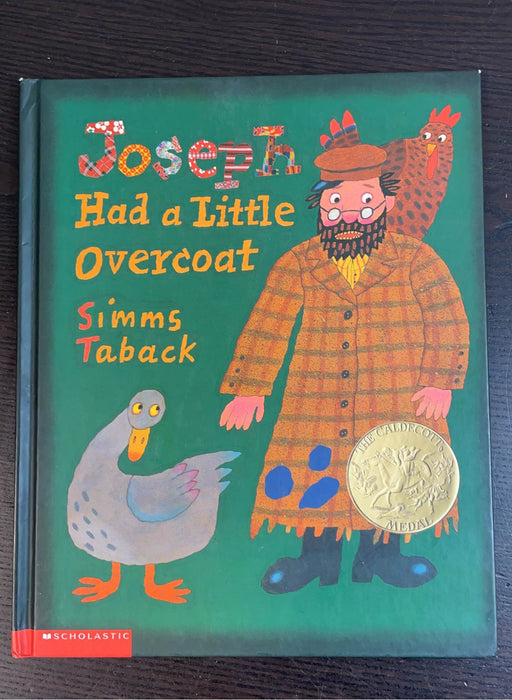 Joseph
Had a Little
Overcoat
Simms
Taback
THE CALDECOTT
MEDAL
SCHOLASTIC